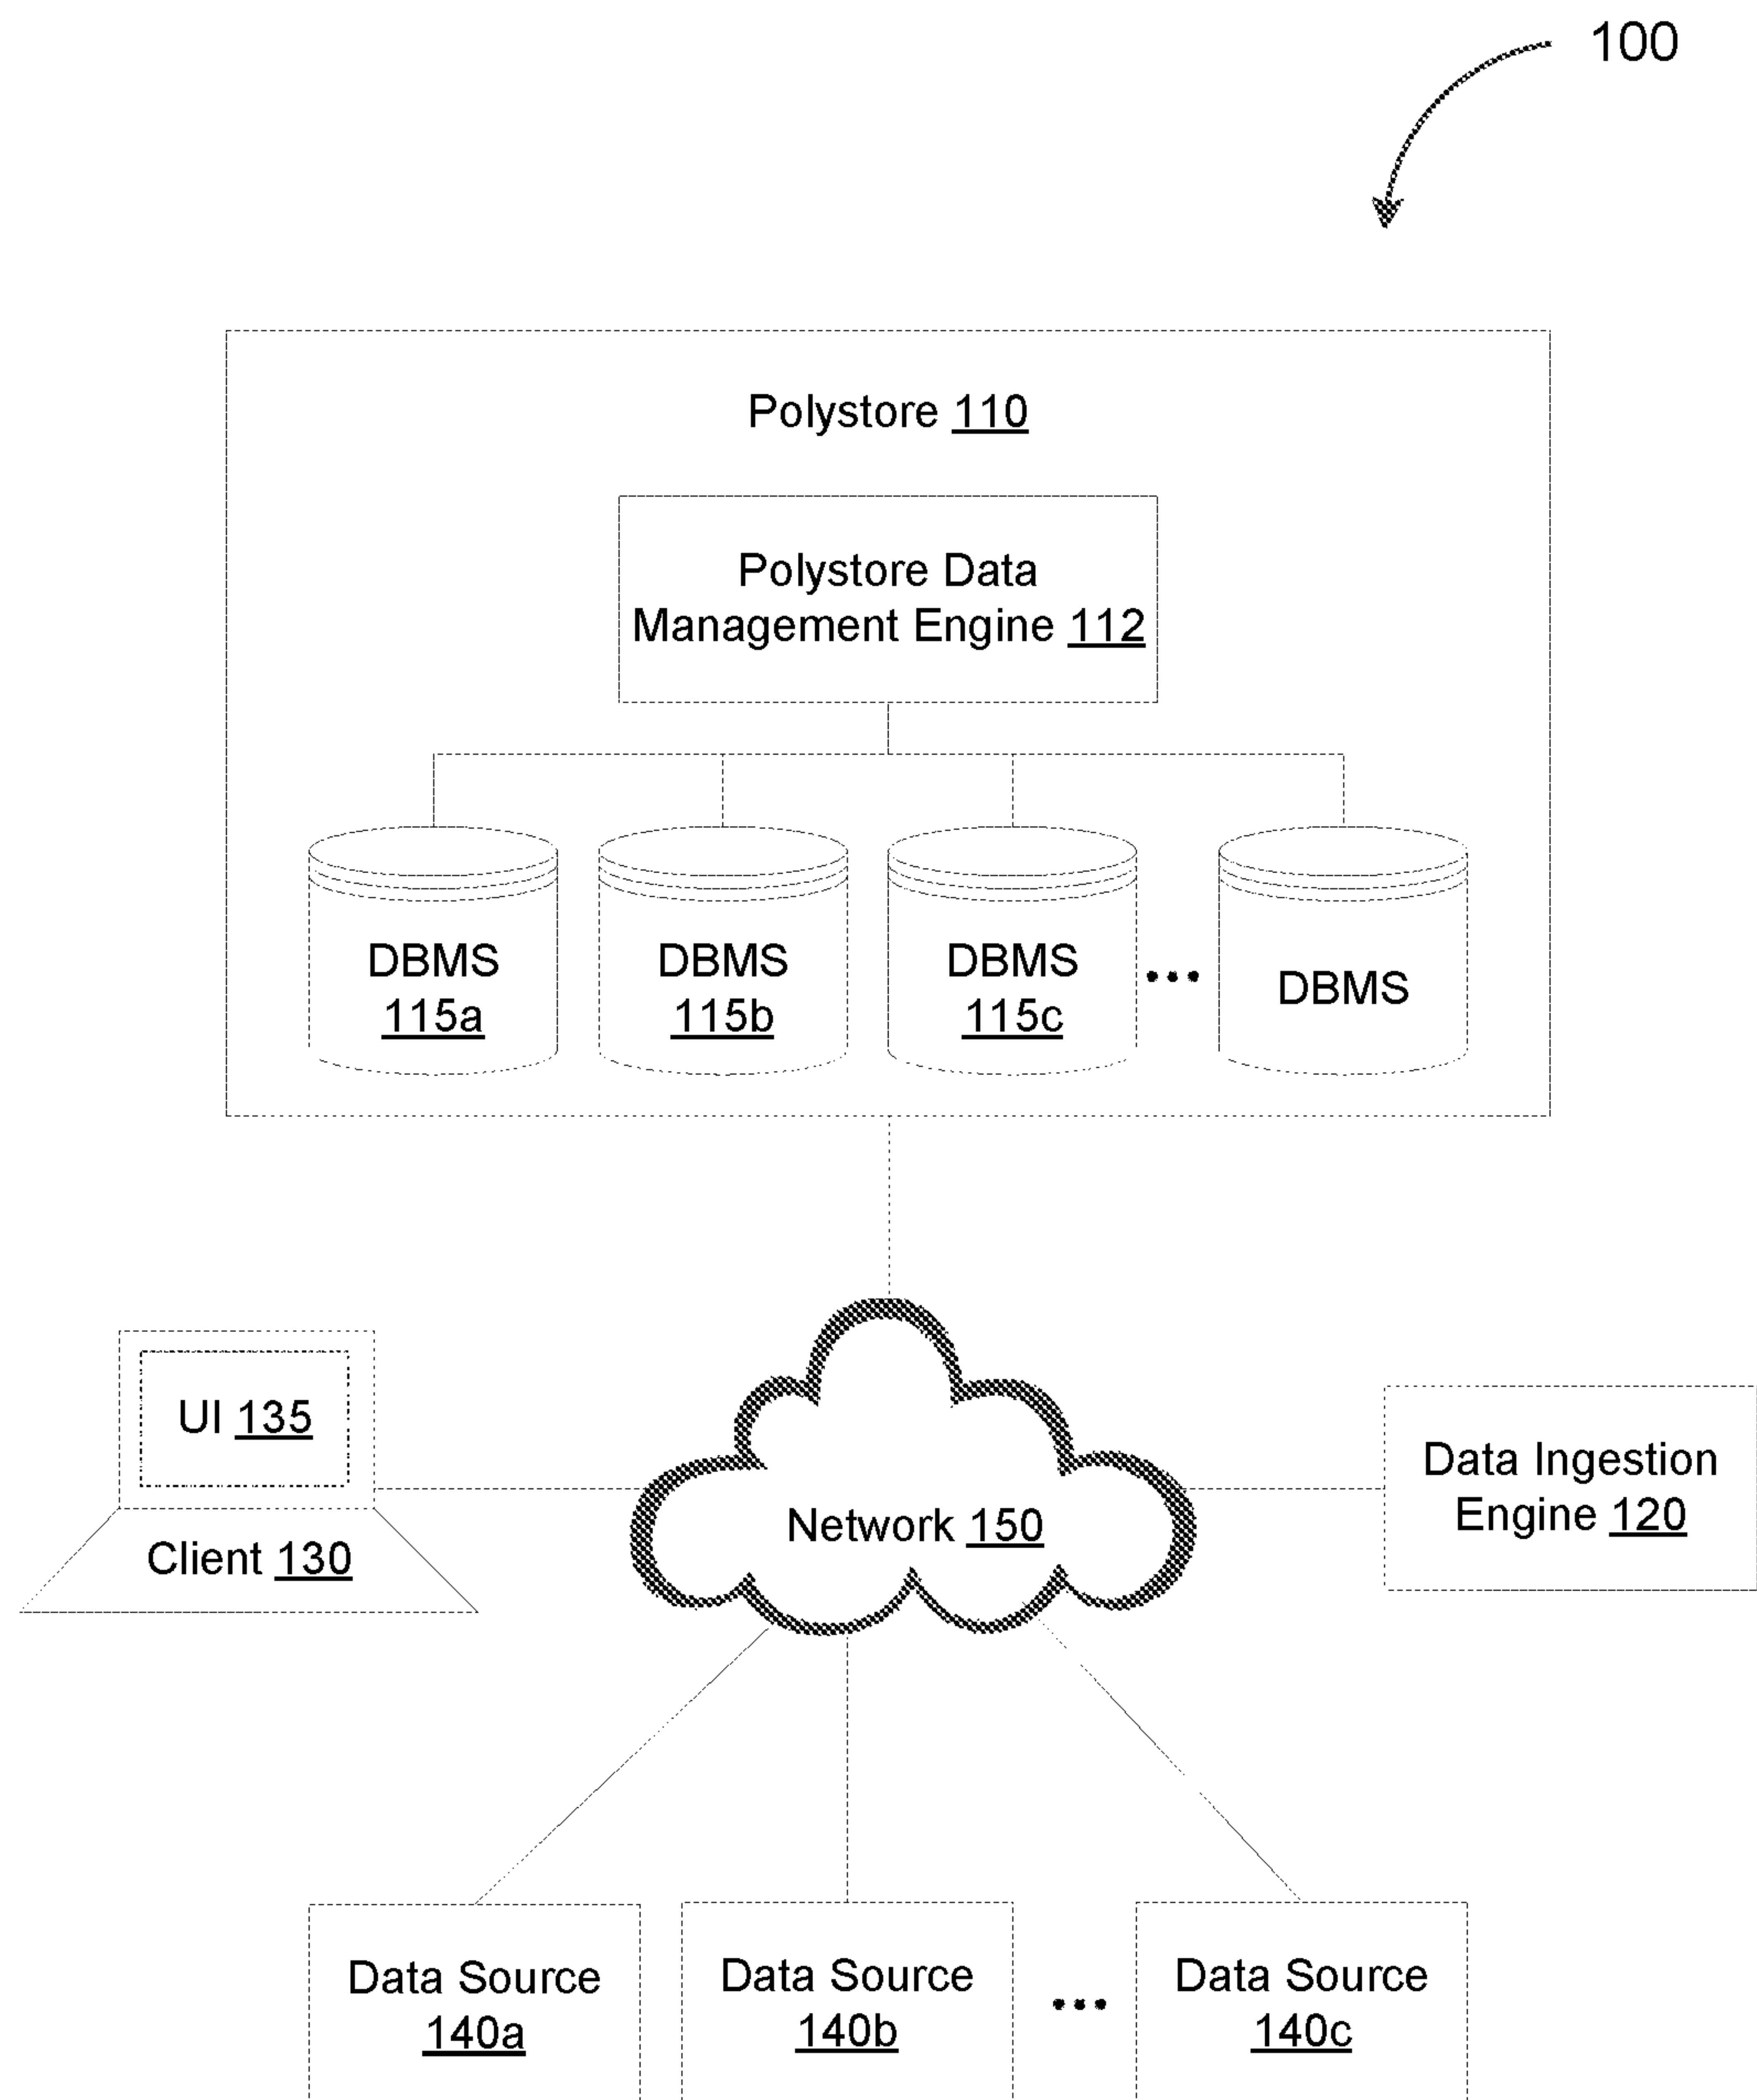 100
Polystore 110
Polystore Data
Management Engine 112
DBMS
115a
DBMS
115b
DBMS
115c
...
DBMS
UI 135
Client 130
Network 150
Data Ingestion
Engine 120
Data Source
140a
Data Source
140b
...
Data Source
140c